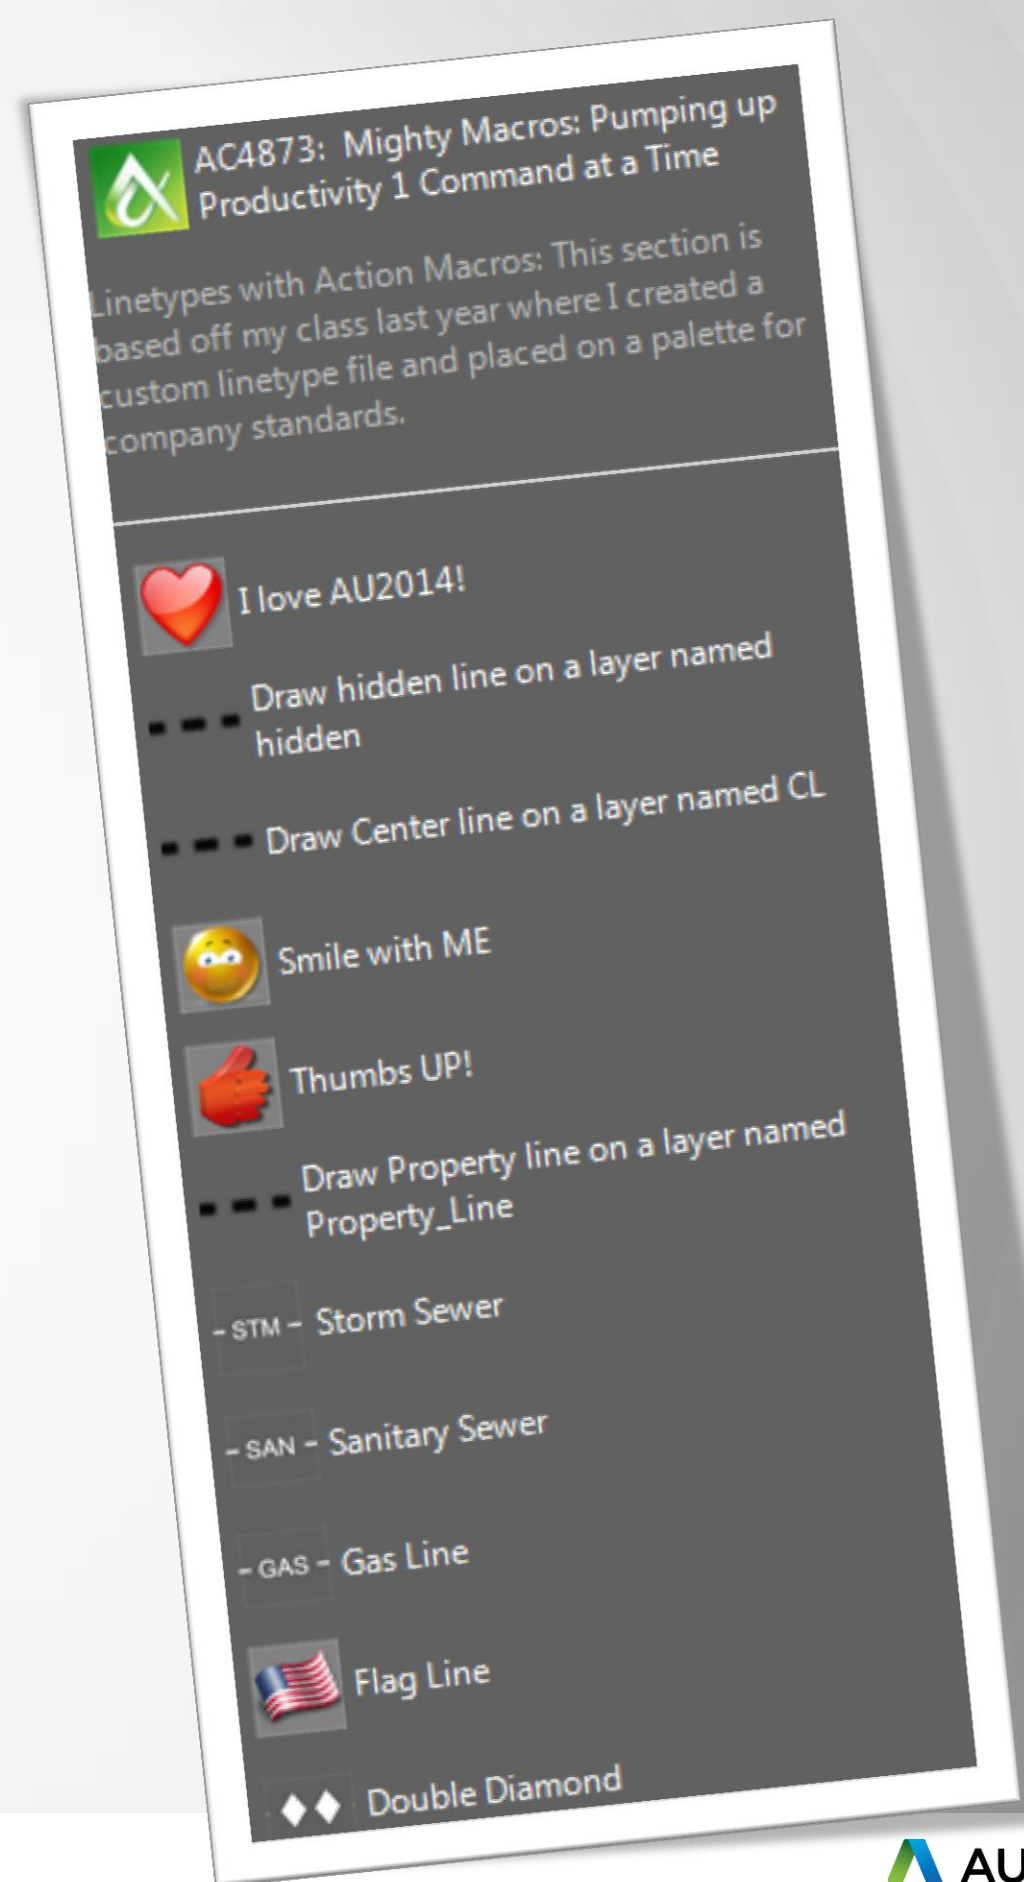 AC4873: Mighty Macros: Pumping up
Productivity 1 Command at a Time
Linetypes with Action Macros: This section is
based off my class last year where I created a
custom linetype file and placed on a palette for
company standards.
I love AU2014!
Draw hidden line on a layer named
hidden
Draw Center line on a layer named CL
Smile with ME
Thumbs UP!
Draw Property line on a layer named
Property_Line
- STM - Storm Sewer
- SAN - Sanitary Sewer
- GAS - Gas Line
Flag Line
Double Diamond
AU